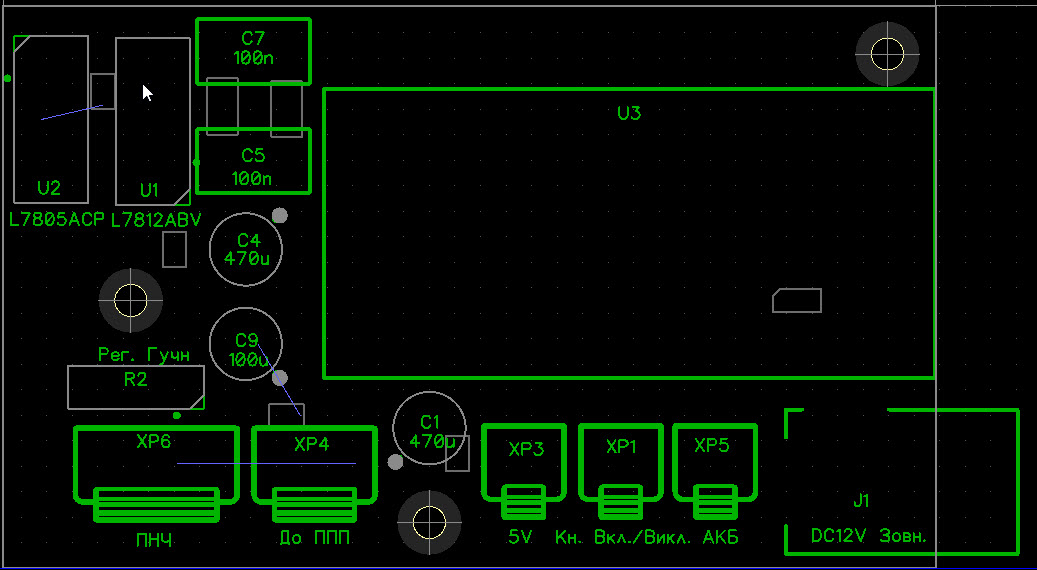 C7
100n
U3
C5
100n
U2
U1
L7805ACP
L7812ABV
C4
470u
C9
100u
Рег. Гучн
R2
C1
470u
XP6
XP4
XP3
XP1
XP5
J1
ПНЧ
До ППП
5V
Кн. Вкл./Викл.
АКБ
DC12V Зовн.